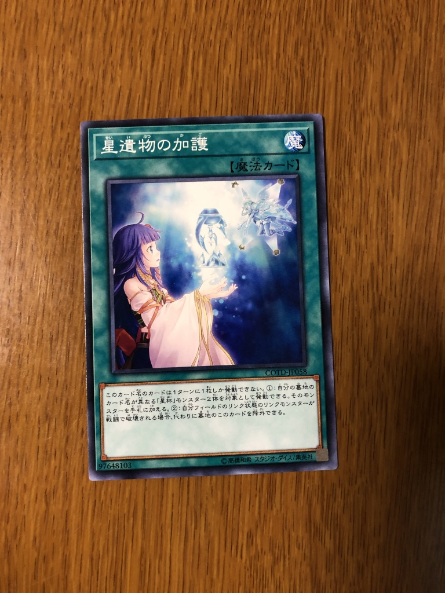 星遺物の加護
魔
【魔法カード】
COTD-JP058
このカード名のカードは1ターンに1枚しか発動できない。①:自分の墓地の
カード名が異なる「星杯」モンスター2体を対象として発動できる。そのモン
スターを手札に加える。②:自分フィールドのリンク状態のリンクモンスターが
戦闘で破壊される場合、代わりに墓地のこのカードを除外できる。
97648103
©高橋和希 スタジオ・ダイス/集英社